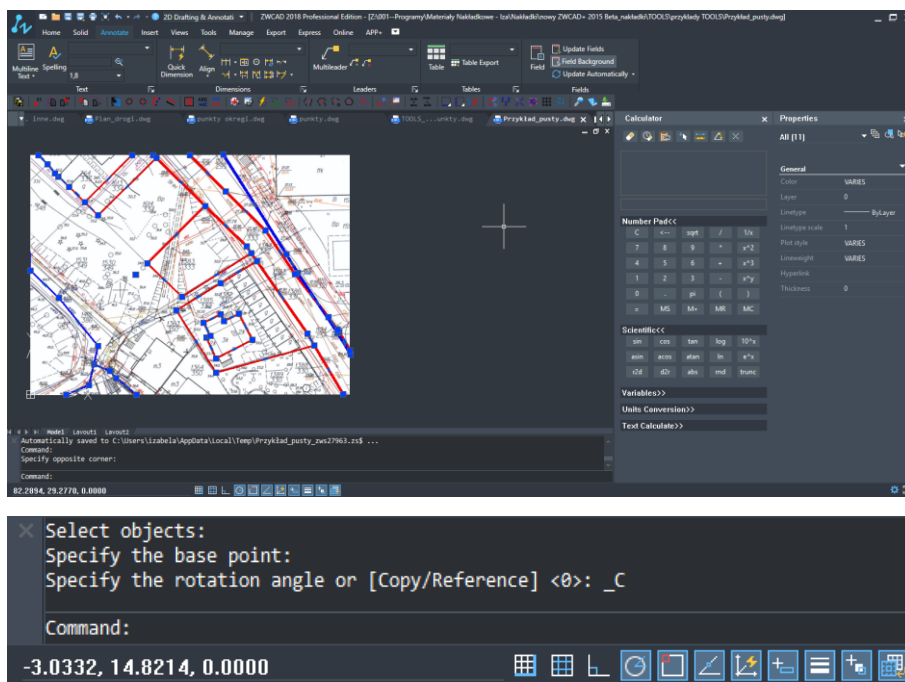 2D Drafting & Annotati
ZWCAD 2018 Professional Edition - [Z:\001--Programy\Materiały Nakładkowe - Iza\Nakładki\nowy ZWCAD+ 2015 Beta_nakładki\TOOLS\przykłady TOOLS\Przykład_pusty.dwg]
Home Solid Annotate Insert Views Tools Manage Export Express Online APP+
Multiline Text Spelling 1,8
Quick Dimension Align
Multileader
Table Table Export
Field Update Fields
Field Background
Update Automatically
Text Dimensions Leaders Tables Fields
inne.dwg Plan_drogi.dwg punkty okregi.dwg punkty.dwg TOOLS_...unkty.dwg Przyklad_pusty.dwg
Calculator
Number Pad<<
C <-- sqrt / 1/x
7 8 9 * x^2
4 5 6 + x^3
1 2 3 - x^y
0 . pi ( )
= MS M+ MR MC
Scientific<<
sin cos tan log 10^x
asin acos atan ln e^x
r2d d2r abs rnd trunc
Variables>>
Units Conversion>>
Text Calculate>>
Properties
All (11)
General
Color VARIES
Layer 0
Linetype ByLayer
Linetype scale 1
Plot style VARIES
Lineweight VARIES
Hyperlink
Thickness 0
Model Layout1 Layout2
Automatically saved to C:\Users\izabela\AppData\Local\Temp\Przykład_pusty_zws27963.zs$ ...
Command:
Specify opposite corner:
Command:
82.2894, 29.2770, 0.0000
Select objects:
Specify the base point:
Specify the rotation angle or [Copy/Reference] <0>: _C
Command:
-3.0332, 14.8214, 0.0000